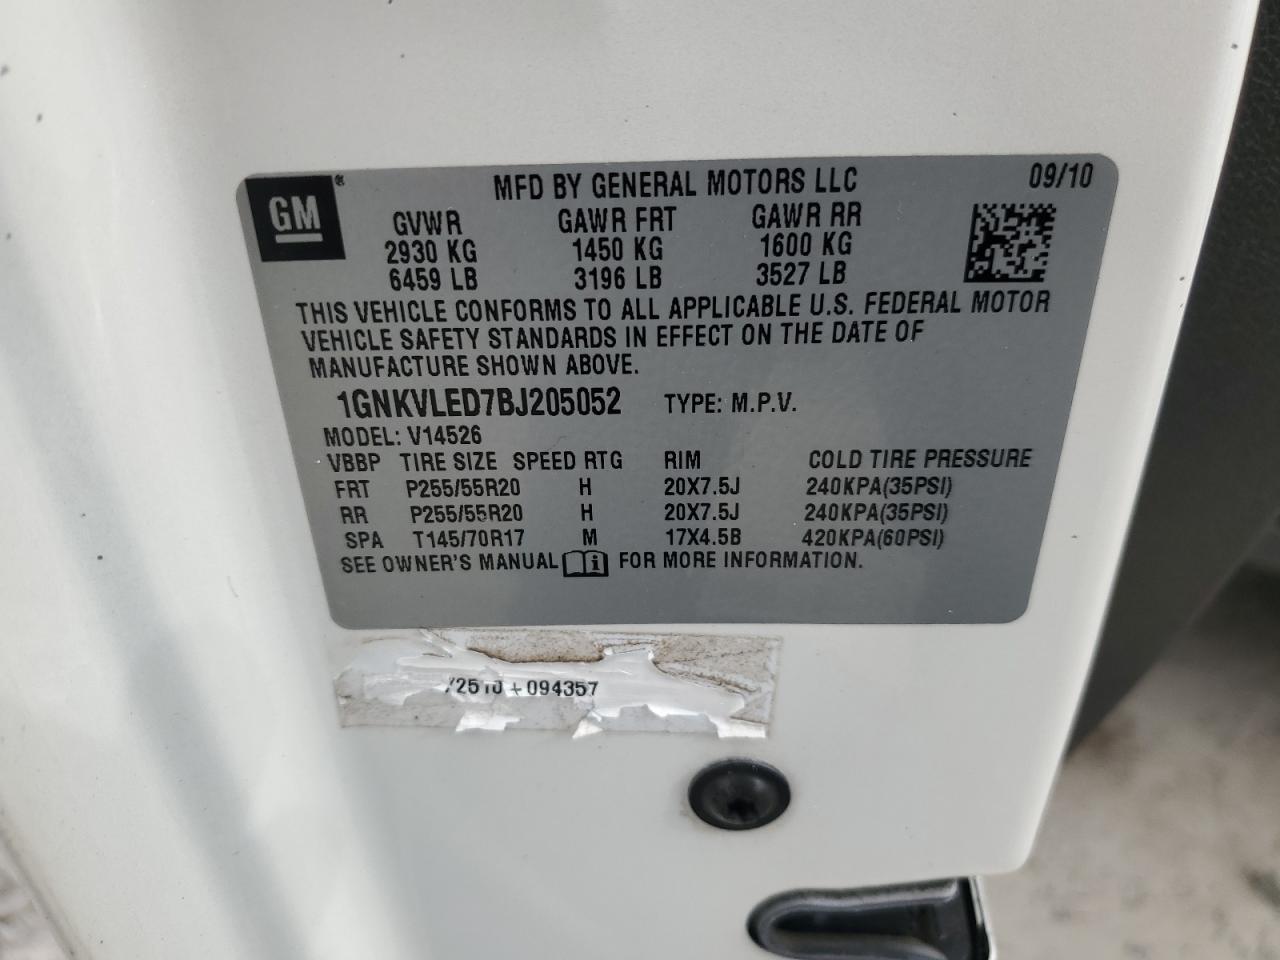 GM® MFD BY GENERAL MOTORS LLC 09/10
GVWR GAWR FRT GAWR RR
2930 KG 1450 KG 1600 KG
6459 LB 3196 LB 3527 LB
THIS VEHICLE CONFORMS TO ALL APPLICABLE U.S. FEDERAL MOTOR
VEHICLE SAFETY STANDARDS IN EFFECT ON THE DATE OF
MANUFACTURE SHOWN ABOVE.
1GNKVLED7BJ205052 TYPE: M.P.V.
MODEL: V14526
VBBP TIRE SIZE SPEED RTG RIM COLD TIRE PRESSURE
FRT P255/55R20 H 20X7.5J 240KPA(35PSI)
RR P255/55R20 H 20X7.5J 240KPA(35PSI)
SPA T145/70R17 M 17X4.5B 420KPA(60PSI)
SEE OWNER'S MANUAL i FOR MORE INFORMATION.
094357